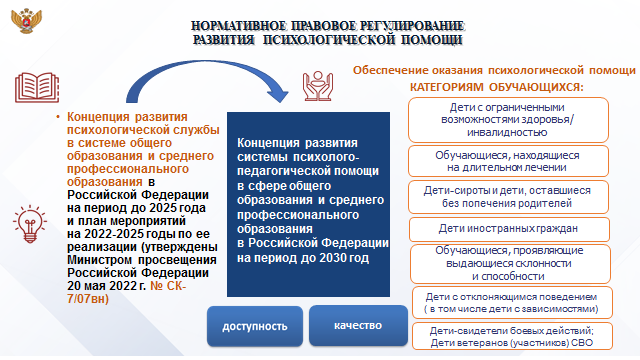 НОРМАТИВНОЕ ПРАВОВОЕ РЕГУЛИРОВАНИЕ
РАЗВИТИЯ ПСИХОЛОГИЧЕСКОЙ ПОМОЩИ
• Концепция развития
психологической службы
в системе общего
образования и среднего
профессионального
образования в
Российской Федерации
на период до 2025 года
и план мероприятий
на 2022-2025 годы по ее
реализации (утверждены
Министром просвещения
Российской Федерации
20 мая 2022 г. № СК-
7/07вн)
Концепция развития
системы психолого-
педагогической помощи
в сфере общего
образования и среднего
профессионального
образования
в Российской Федерации
на период до 2030 год
доступность
качество
Обеспечение оказания психологической помощи
КАТЕГОРИЯМ ОБУЧАЮЩИХСЯ:
Дети с ограниченными
возможностями здоровья/
инвалидностью
Обучающиеся, находящиеся
на длительном лечении
Дети-сироты и дети, оставшиеся
без попечения родителей
Дети иностранных граждан
Обучающиеся, проявляющие
выдающиеся склонности
и способности
Дети с отклоняющимся поведением
( в том числе дети с зависимостями)
Дети-свидетели боевых действий;
Дети ветеранов (участников) СВО